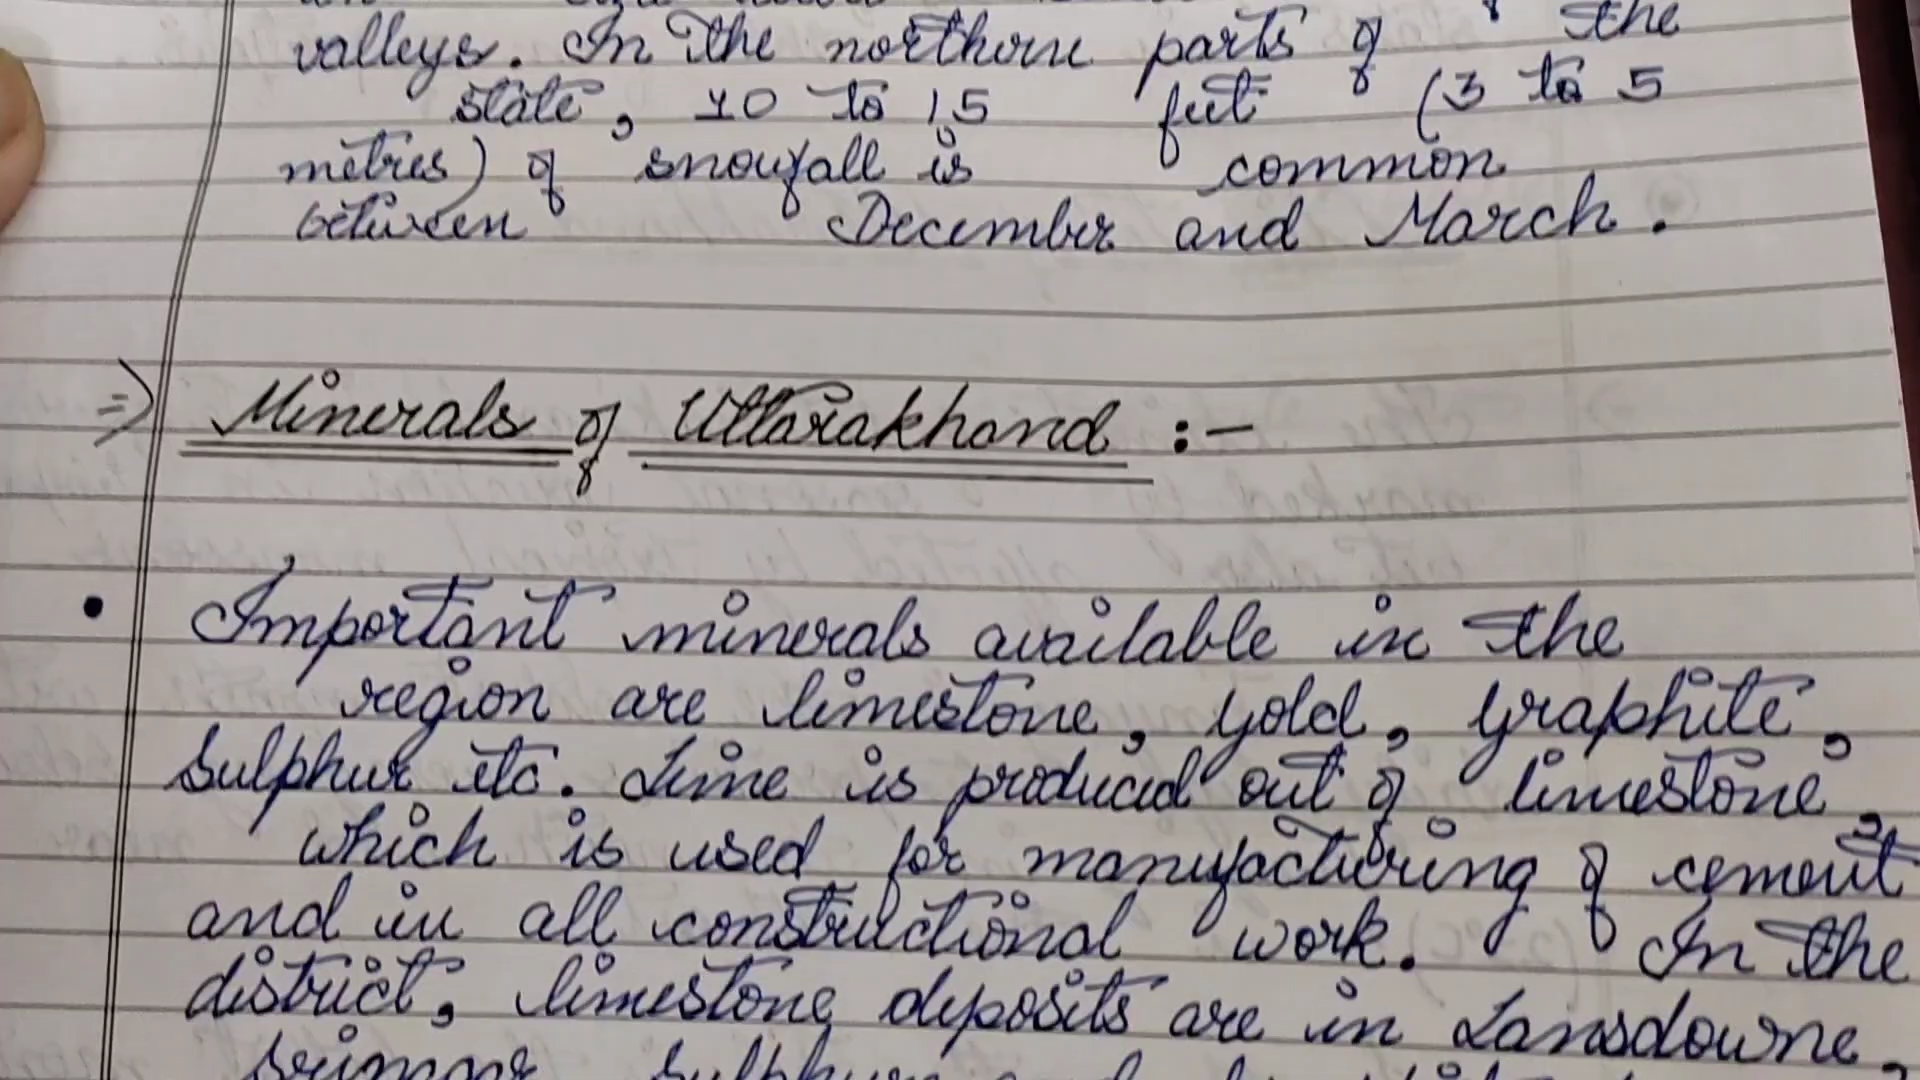 valleys. In the northern parts of the
state, 10 to 15 feet (3 to 5
metres) of snowfall is common
between December and March.
=> Minerals of Uttarakhand :-
• Important minerals available in the
region are limestone, gold, graphite,
sulphur etc. Lime is produced out of limestone,
which is used for manufacturing of cement
and in all constructional work. In the
district, limestone deposits are in Lansdowne,
sulphur and